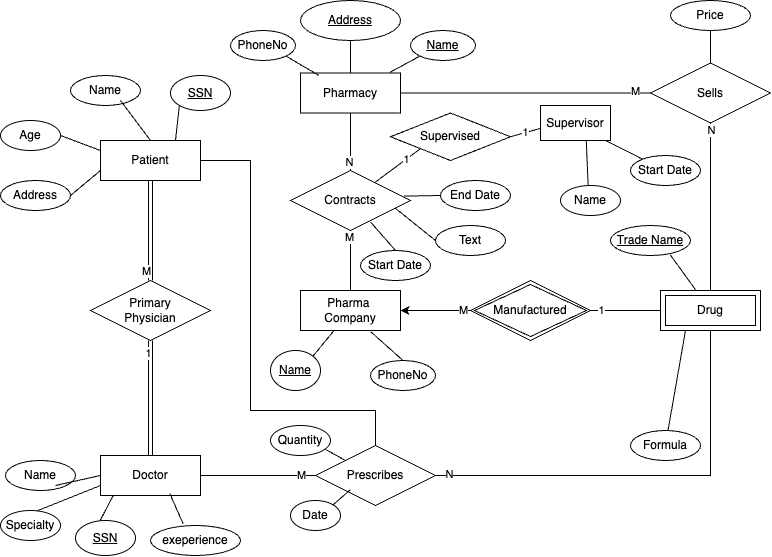 Price
Address
PhoneNo
Name
Pharmacy
M
Sells
Name
SSN
Supervisor
Supervised
1
N
Age
Patient
1
N
Start Date
Address
Contracts
End Date
Name
M
Text
Trade Name
Start Date
M
Primary
Physician
Pharma
Company
M
Manufactured
1
Drug
1
Name
PhoneNo
Quantity
Formula
Name
Doctor
M
Prescribes
N
Specialty
SSN
exeperience
Date